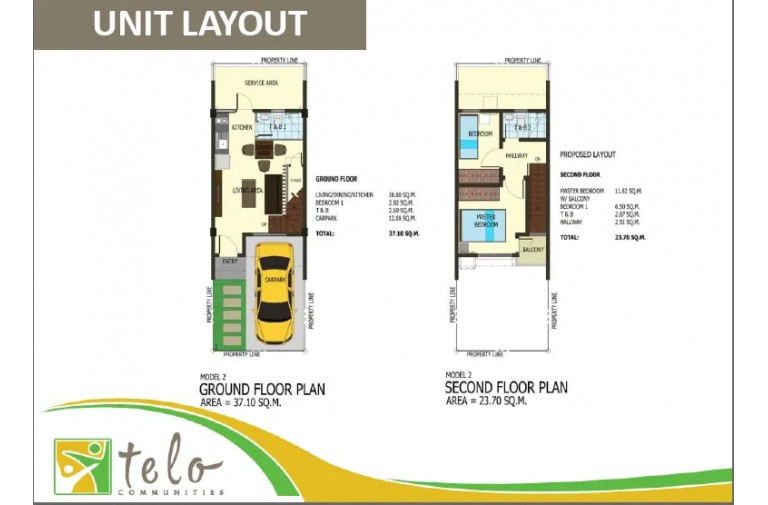 UNIT LAYOUT
PROPERTY LINE
SERVICE AREA
KITCHEN
T & B 1
LIVING AREA
UP
ENTRY
CARPARK
PROPERTY LINE
PROPERTY LINE
PROPERTY LINE
GROUND FLOOR
LIVING/DINING/KITCHEN 18.80 SQ.M.
BEDROOM 1 2.82 SQ.M.
T & B 2.60 SQ.M.
CARPARK 12.88 SQ.M.
TOTAL: 37.10 SQ.M.
MODEL 2
GROUND FLOOR PLAN
AREA = 37.10 SQ.M.
PROPERTY LINE
BEDROOM
T & B 2
HALLWAY
DN
MASTER
BEDROOM
BALCONY
PROPERTY LINE
PROPERTY LINE
PROPERTY LINE
PROPOSED LAYOUT
SECOND FLOOR
MASTER BEDROOM 11.82 SQ.M.
W/ BALCONY
BEDROOM 1 6.50 SQ.M.
T & B 2.87 SQ.M.
HALLWAY 2.51 SQ.M.
TOTAL: 23.70 SQ.M.
MODEL 2
SECOND FLOOR PLAN
AREA = 23.70 SQ.M.
telo
COMMUNITIES